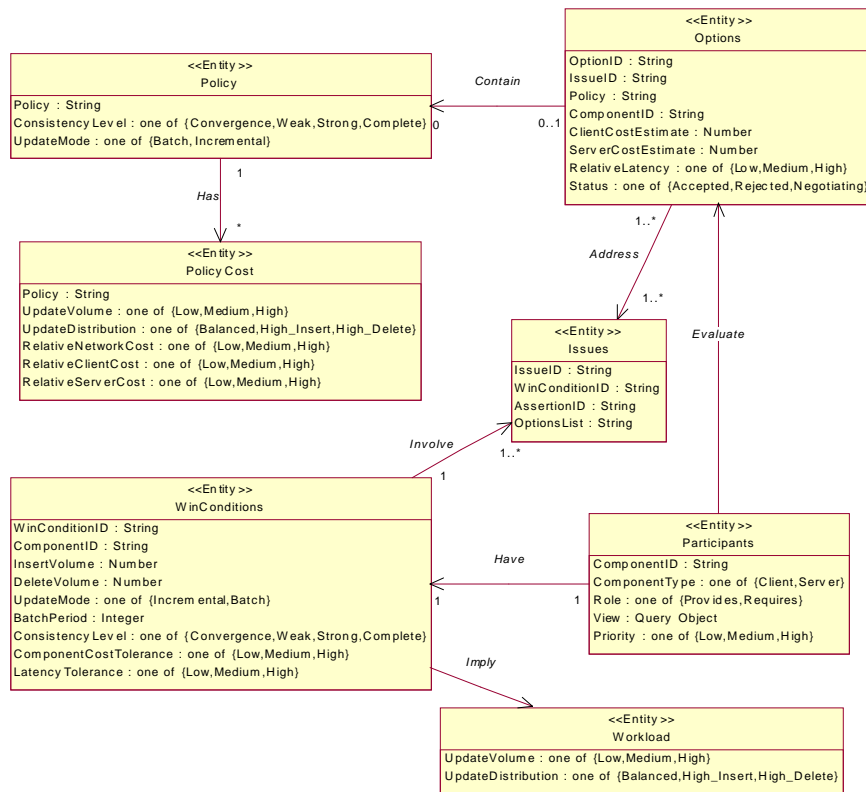 <<Entity>>
Options
OptionID : String
IssueID : String
Policy : String
ComponentID : String
ClientCostEstimate : Number
ServerCostEstimate : Number
RelativeLatency : one of {Low,Medium,High}
Status : one of {Accepted,Rejected,Negotiating}
<<Entity>>
Policy
Policy : String
ConsistencyLevel : one of {Convergence,Weak,Strong,Complete}
UpdateMode : one of {Batch, Incremental}
Contain
0
0..1
1
Has
*
<<Entity>>
PolicyCost
Policy : String
UpdateVolume : one of {Low,Medium,High}
UpdateDistribution : one of {Balanced,High_Insert,High_Delete}
RelativeNetworkCost : one of {Low,Medium,High}
RelativeClientCost : one of {Low,Medium,High}
RelativeServerCost : one of {Low,Medium,High}
1..*
Address
1..*
Evaluate
<<Entity>>
Issues
IssueID : String
WinConditionID : String
AssertionID : String
OptionsList : String
Involve
1..*
1
<<Entity>>
WinConditions
WinConditionID : String
ComponentID : String
InsertVolume : Number
DeleteVolume : Number
UpdateMode : one of {Incremental,Batch}
BatchPeriod : Integer
ConsistencyLevel : one of {Convergence,Weak,Strong,Complete}
ComponentCostTolerance : one of {Low,Medium,High}
LatencyTolerance : one of {Low,Medium,High}
Have
1
1
<<Entity>>
Participants
ComponentID : String
ComponentType : one of {Client,Server}
Role : one of {Provides,Requires}
View : Query Object
Priority : one of {Low,Medium,High}
Imply
<<Entity>>
Workload
UpdateVolume : one of {Low,Medium,High}
UpdateDistribution : one of {Balanced,High_Insert,High_Delete}